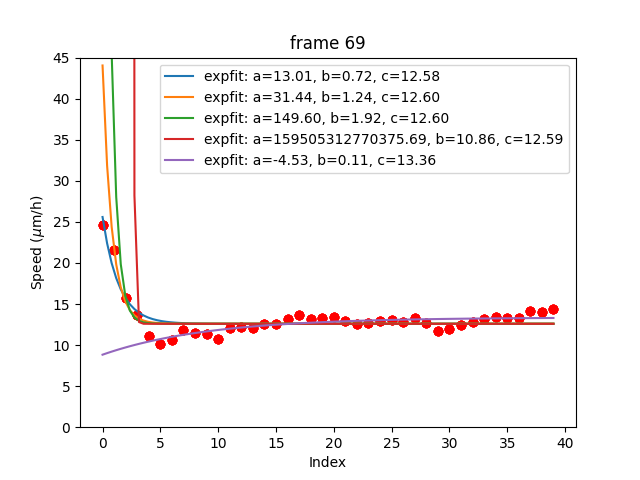 frame 69
45
40
35
30
25
20
15
10
5
0
Speed (μm/h)
expfit: a=13.01, b=0.72, c=12.58
expfit: a=31.44, b=1.24, c=12.60
expfit: a=149.60, b=1.92, c=12.60
expfit: a=159505312770375.69, b=10.86, c=12.59
expfit: a=-4.53, b=0.11, c=13.36
0 5 10 15 20 25 30 35 40
Index